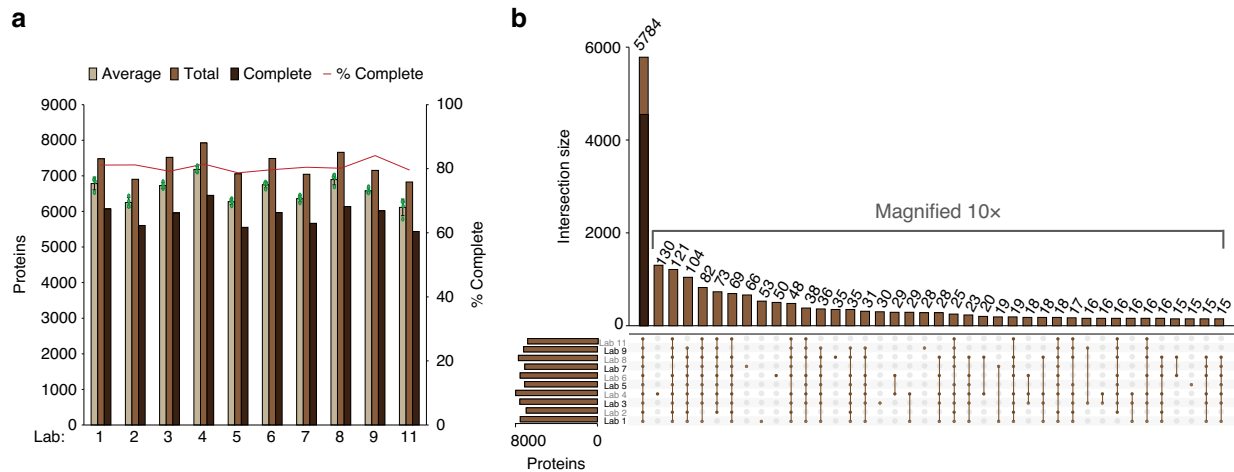 a
Average Total Complete % Complete
Proteins
9000
8000
7000
6000
5000
4000
3000
2000
1000
0
100
80
60
40
20
0
% Complete
Lab: 1 2 3 4 5 6 7 8 9 11
b
Intersection size
6000
4000
2000
0
Magnified 10×
5784 130 121 104 82 73 69 66 53 50 48 38 36 35 35 31 30 29 29 28 28 25 23 20 19 19 18 18 18 17 16 16 16 16 16 15 15 15 15
Lab 11
Lab 9
Lab 8
Lab 7
Lab 6
Lab 5
Lab 4
Lab 3
Lab 2
Lab 1
8000 0
Proteins